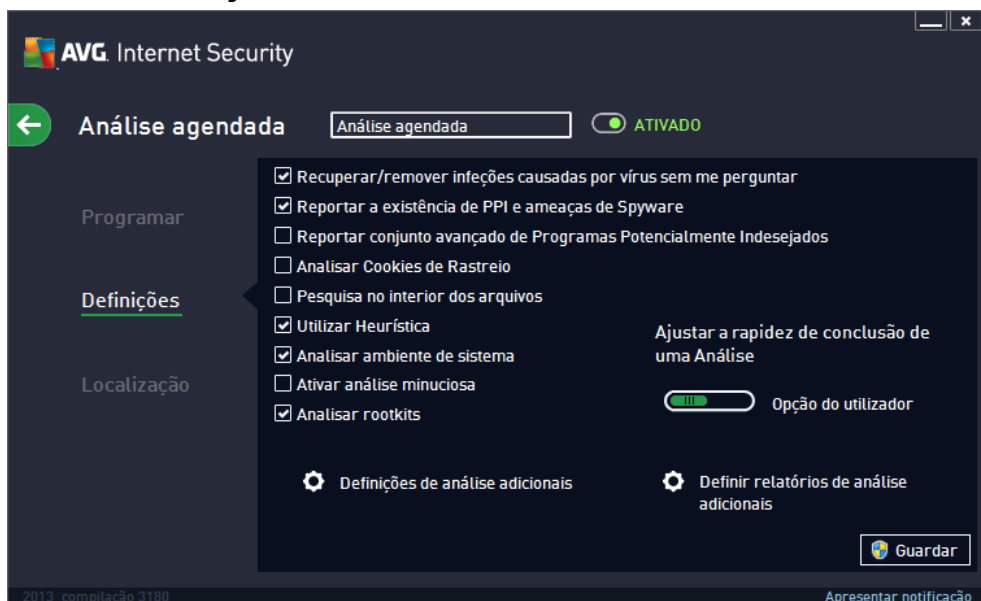 AVG. Internet Security
Análise agendada
Análise agendada
ATIVADO
Programar
Definições
Localização
Recuperar/remover infeções causadas por vírus sem me perguntar
Reportar a existência de PPI e ameaças de Spyware
Reportar conjunto avançado de Programas Potencialmente Indesejados
Analisar Cookies de Rastreio
Pesquisa no interior dos arquivos
Utilizar Heurística
Analisar ambiente de sistema
Ativar análise minuciosa
Analisar rootkits
Ajustar a rapidez de conclusão de
uma Análise
Opção do utilizador
Definições de análise adicionais
Definir relatórios de análise
adicionais
Guardar
2013 compilação 3180
Apresentar notificação